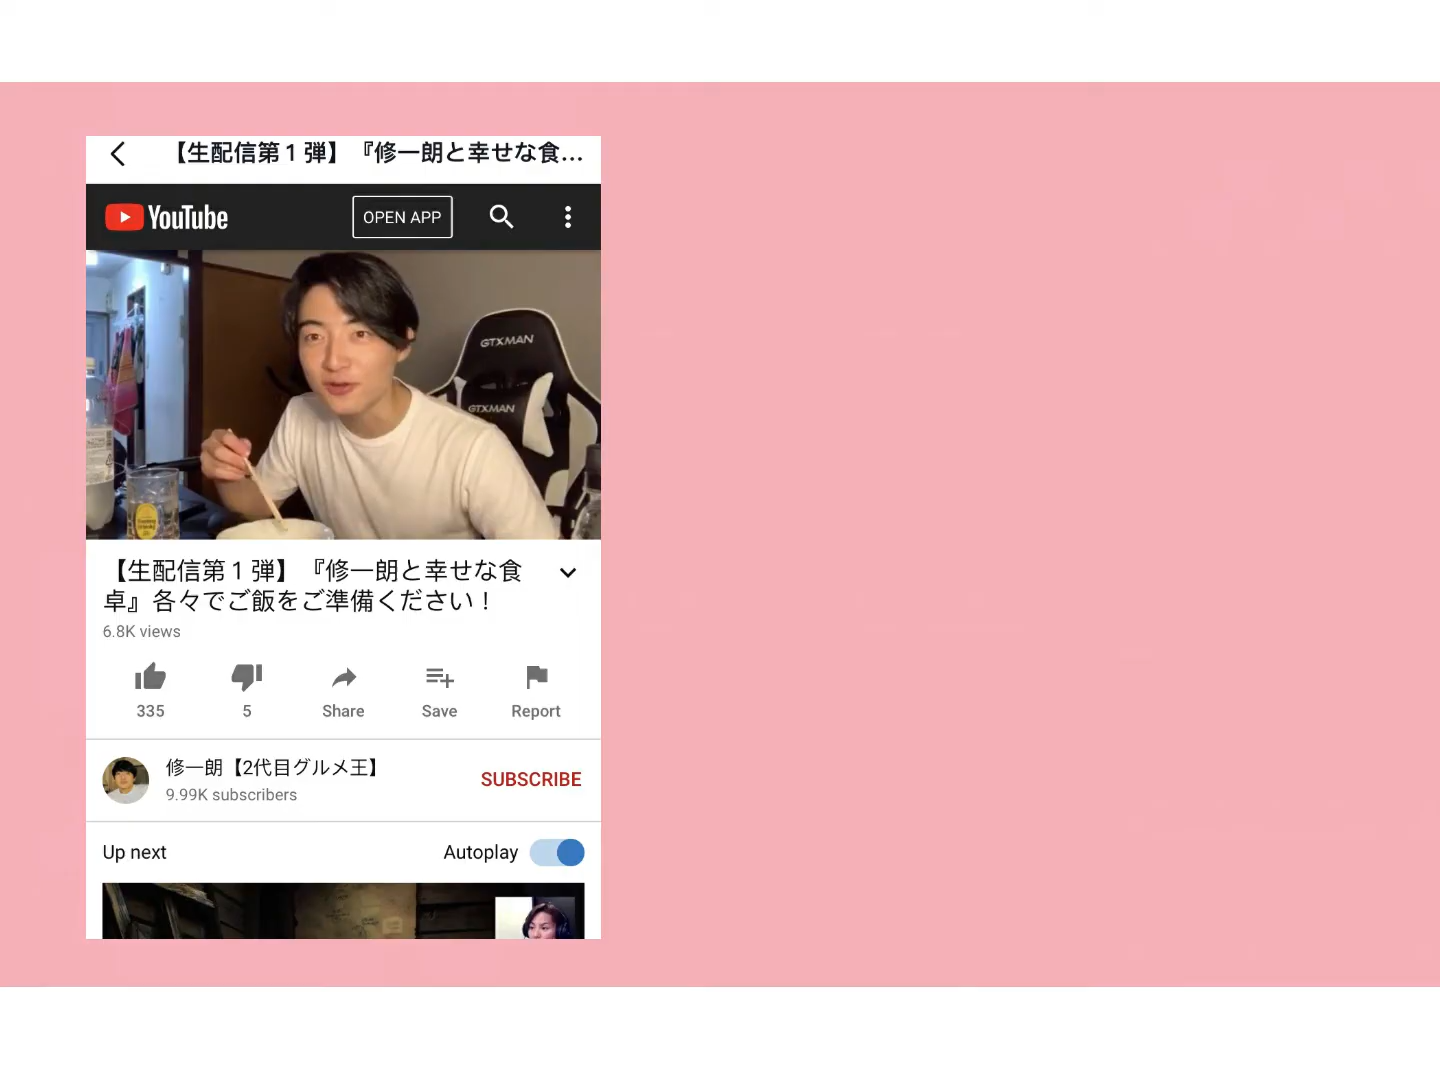 【生配信第１弾】『修一朗と幸せな食...
YouTube
OPEN APP
GTXMAN
GTXMAN
【生配信第１弾】『修一朗と幸せな食
卓』各々でご飯をご準備ください！
6.8K views
335
5
Share
Save
Report
修一朗【2代目グルメ王】
9.99K subscribers
SUBSCRIBE
Up next
Autoplay